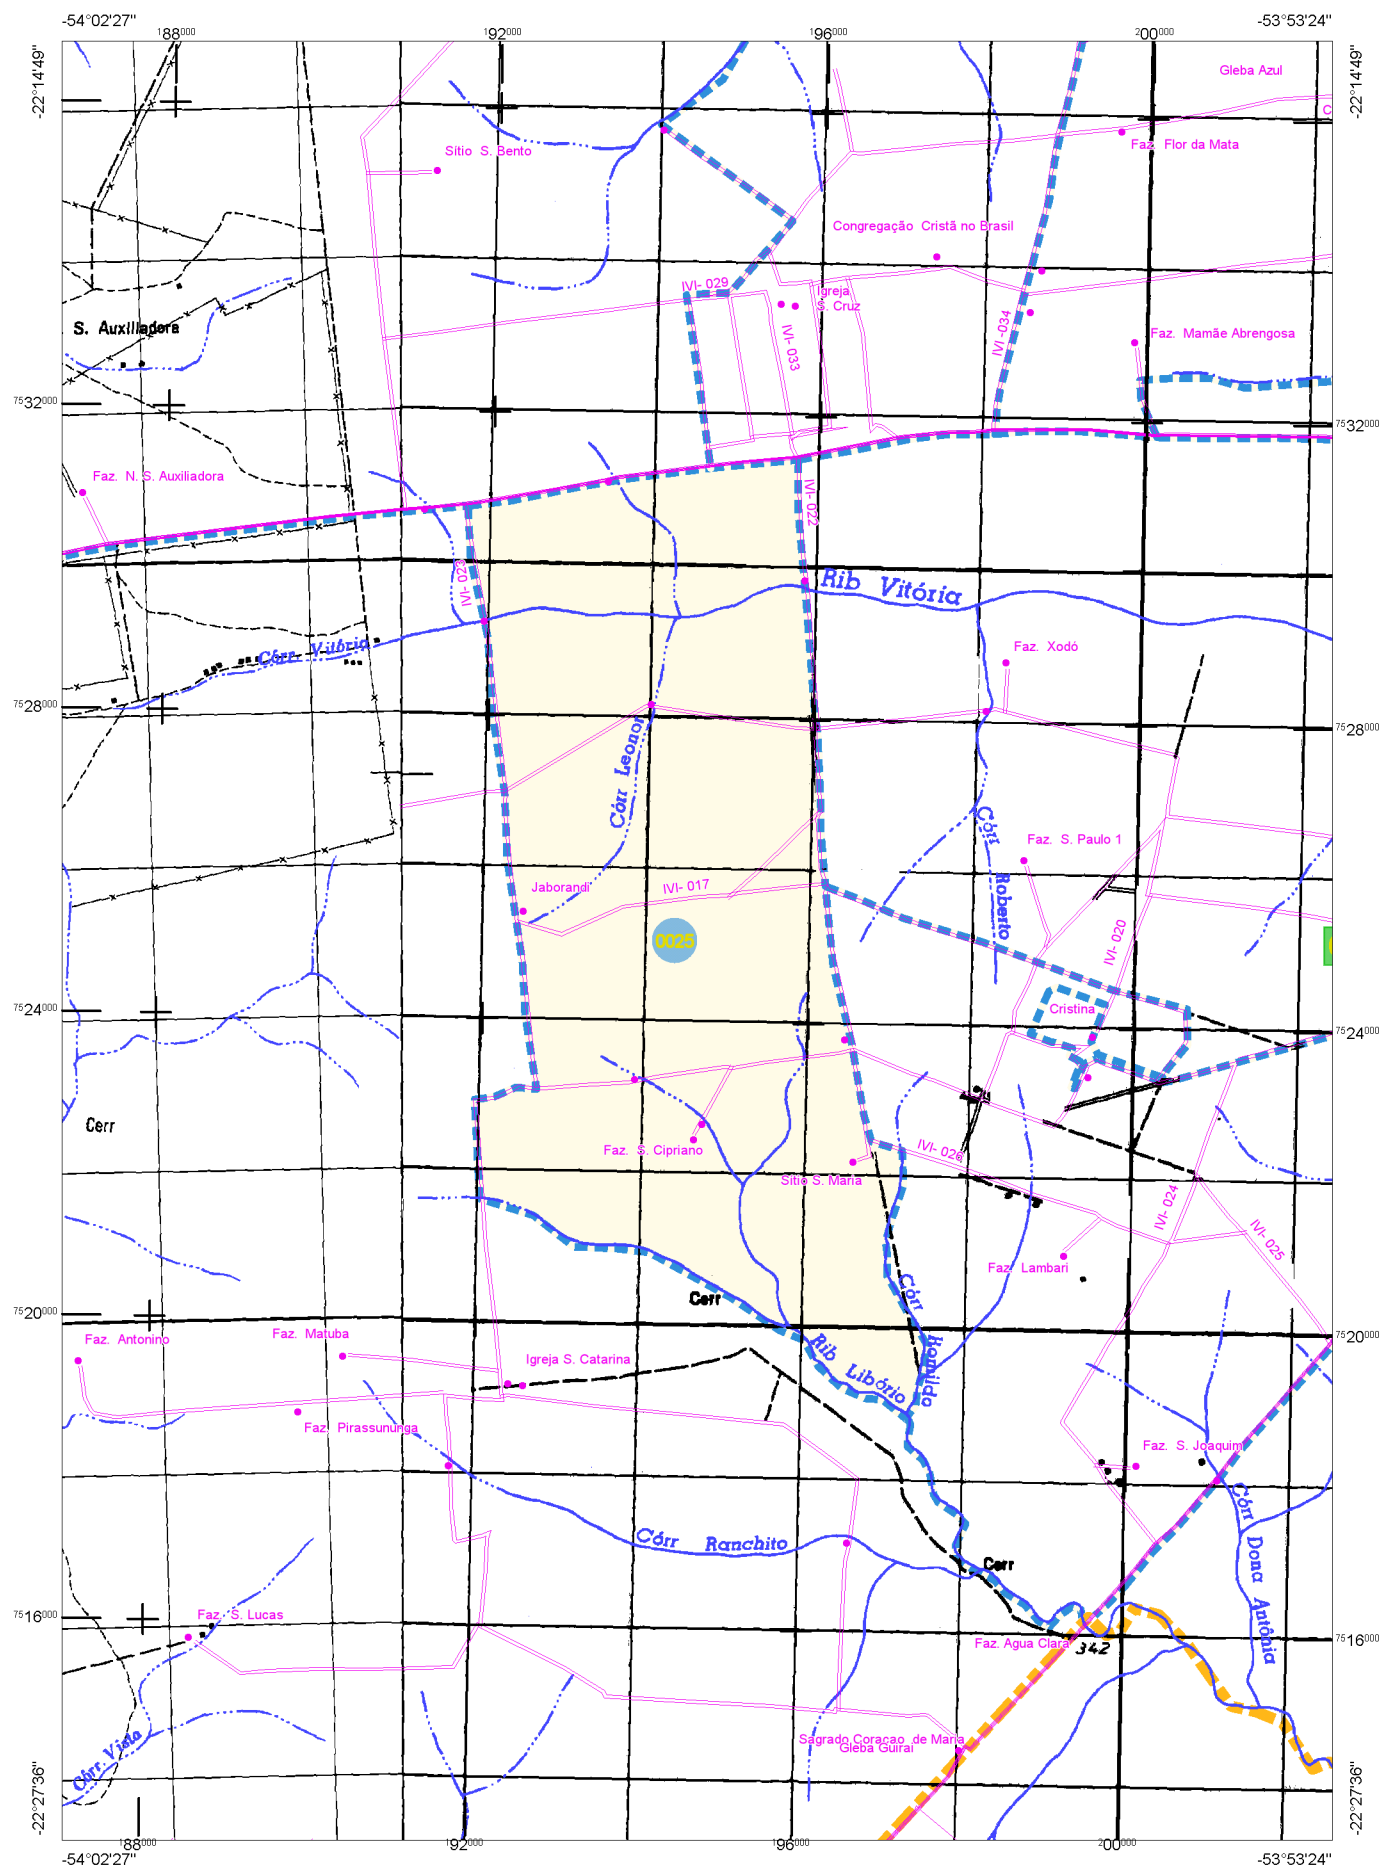 -54°02'27"
-53°53'24"
188000
192000
196000
200000
-22°14'49"
-22°14'49"
Gleba Azul
C
Sítio S. Bento
Faz. Flor da Mata
Congregação Cristã no Brasil
IVI- 029
Igreja
S. Cruz
IVI- 033
IVI -034
S. Auxiliadora
Faz. Mamãe Abrengosa
7532000
7532000
Faz. N. S. Auxiliadora
IVI- 022
IVI- 023
Rib Vitória
Córr. Vitória
Faz. Xodó
7528000
7528000
Córr Leonor
Córr Roberto
Faz. S. Paulo 1
Jaborandi
IVI- 017
0025
IVI- 020
Cristina
7524000
7524000
Cerr
Faz. S. Cipriano
Sítio S. Maria
IVI- 026
IVI- 024
IVI- 025
Faz. Lambari
Cerr
Córr Romildo
7520000
7520000
Faz. Antonino
Faz. Matuba
Igreja S. Catarina
Rib Libório
Faz. Pirassununga
Faz. S. Joaquim
Córr Dona Antônia
Córr Ranchito
Cerr
7516000
7516000
Faz. S. Lucas
Faz. Agua Clara
342
Sagrado Coraçao de Maria
Gleba Guirai
Córr. Vista
-22°27'36"
-22°27'36"
188000
192000
196000
200000
-54°02'27"
-53°53'24"